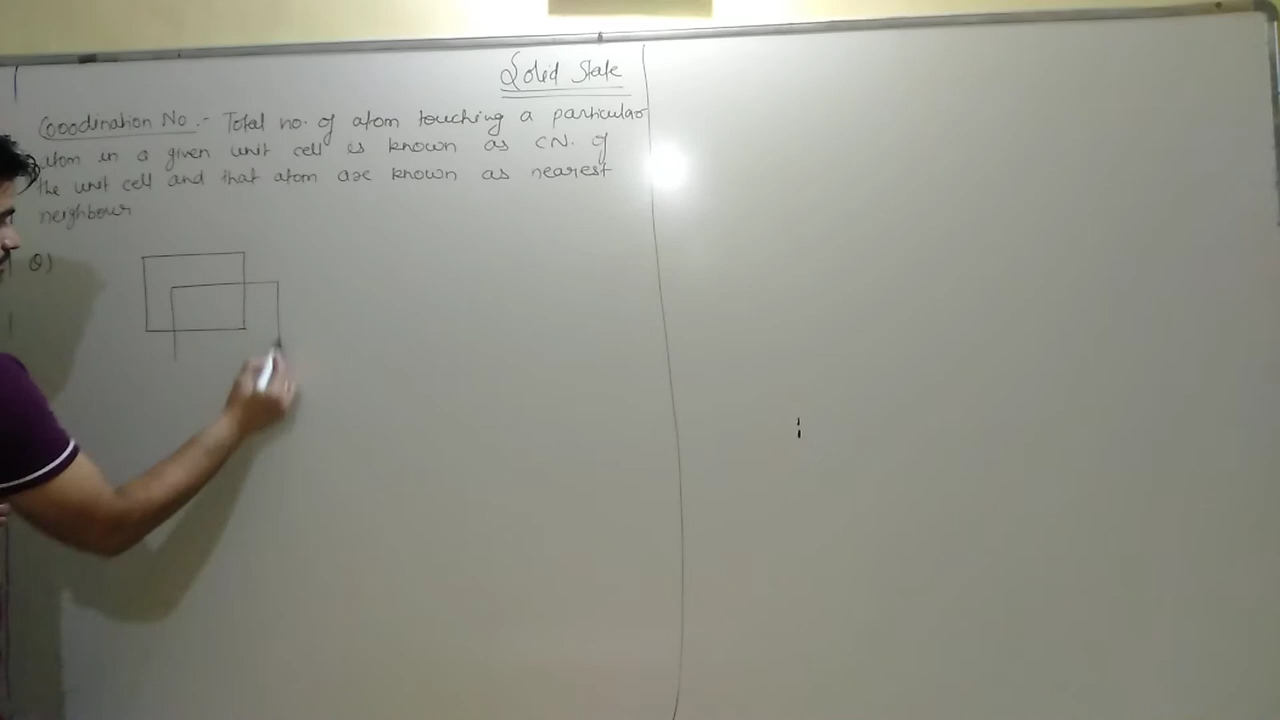 Solid State
Coordination No.- Total no. of atom touching a particular
atom in a given unit cell is known as CN. of
the unit cell and that atom are known as nearest
neighbour
Q)